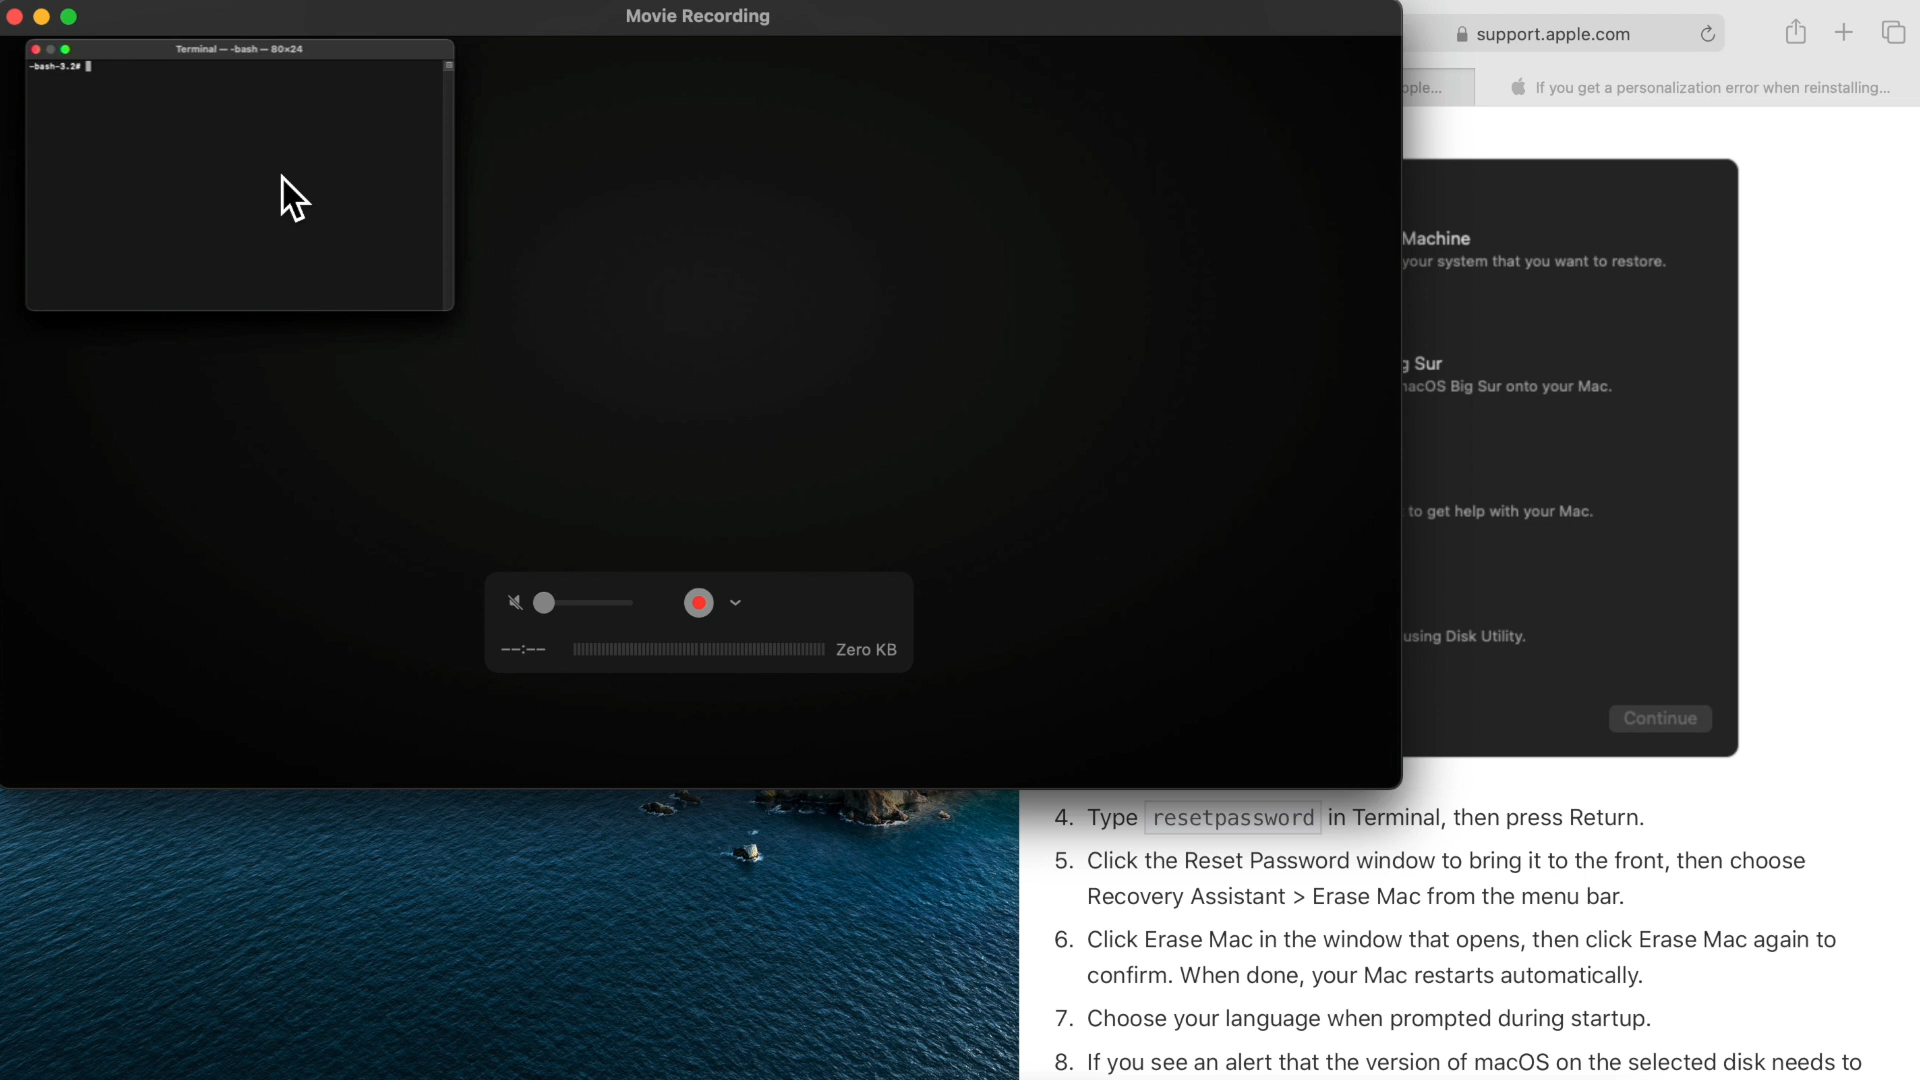 Movie Recording
Terminal — -bash — 80×24
-bash-3.2#
support.apple.com
ople...
If you get a personalization error when reinstalling...
Machine
your system that you want to restore.
g Sur
macOS Big Sur onto your Mac.
to get help with your Mac.
using Disk Utility.
Continue
--:--
Zero KB
4. Type resetpassword in Terminal, then press Return.
5. Click the Reset Password window to bring it to the front, then choose
Recovery Assistant > Erase Mac from the menu bar.
6. Click Erase Mac in the window that opens, then click Erase Mac again to
confirm. When done, your Mac restarts automatically.
7. Choose your language when prompted during startup.
8. If you see an alert that the version of macOS on the selected disk needs to